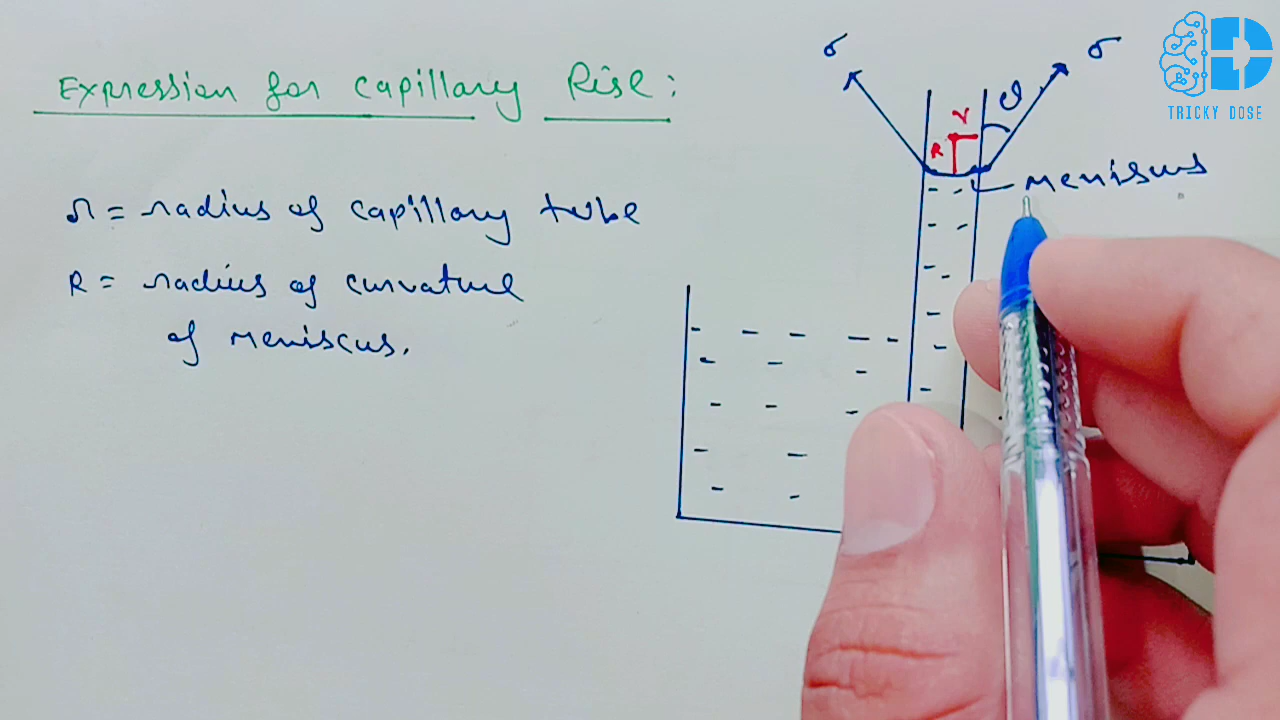 Expression for Capillary Rise:
r = radius of capillary tube
R = radius of curvature
of Meniscus.
σ
σ
θ
r
R
Meniscus
TRICKY DOSE